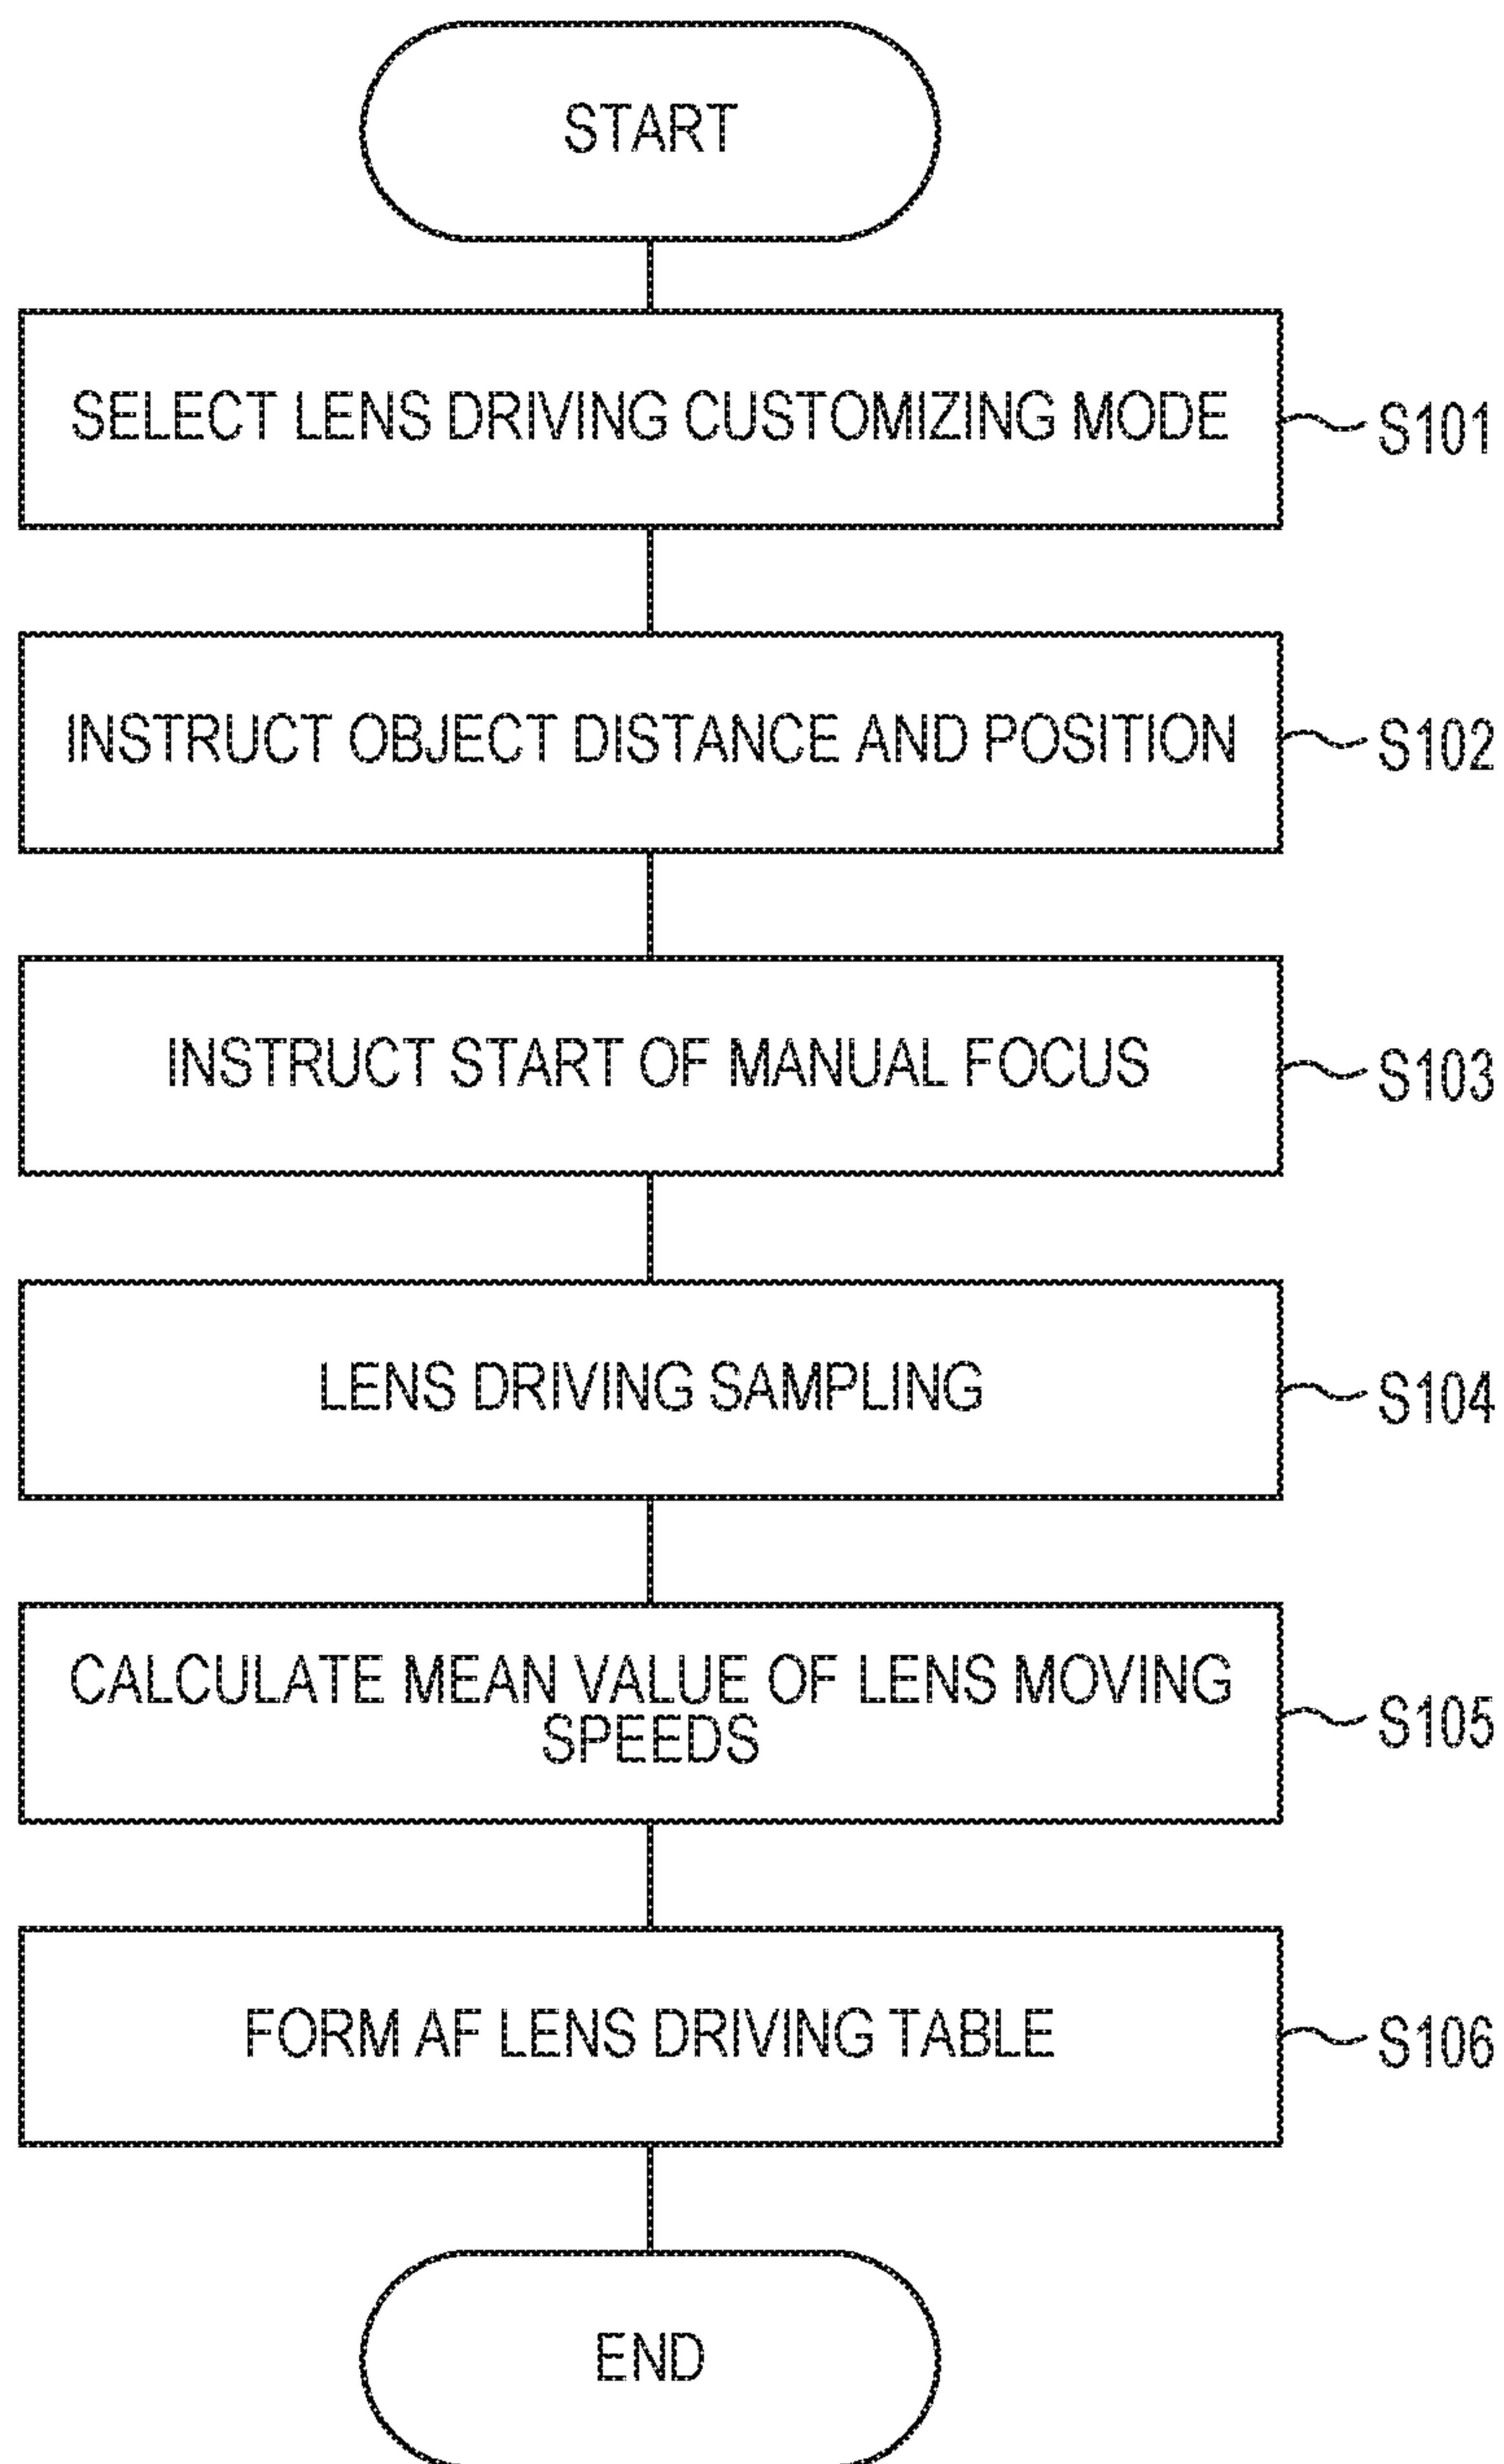 START
SELECT LENS DRIVING CUSTOMIZING MODE
S101
INSTRUCT OBJECT DISTANCE AND POSITION
S102
INSTRUCT START OF MANUAL FOCUS
S103
LENS DRIVING SAMPLING
S104
CALCULATE MEAN VALUE OF LENS MOVING
SPEEDS
S105
FORM AF LENS DRIVING TABLE
S106
END